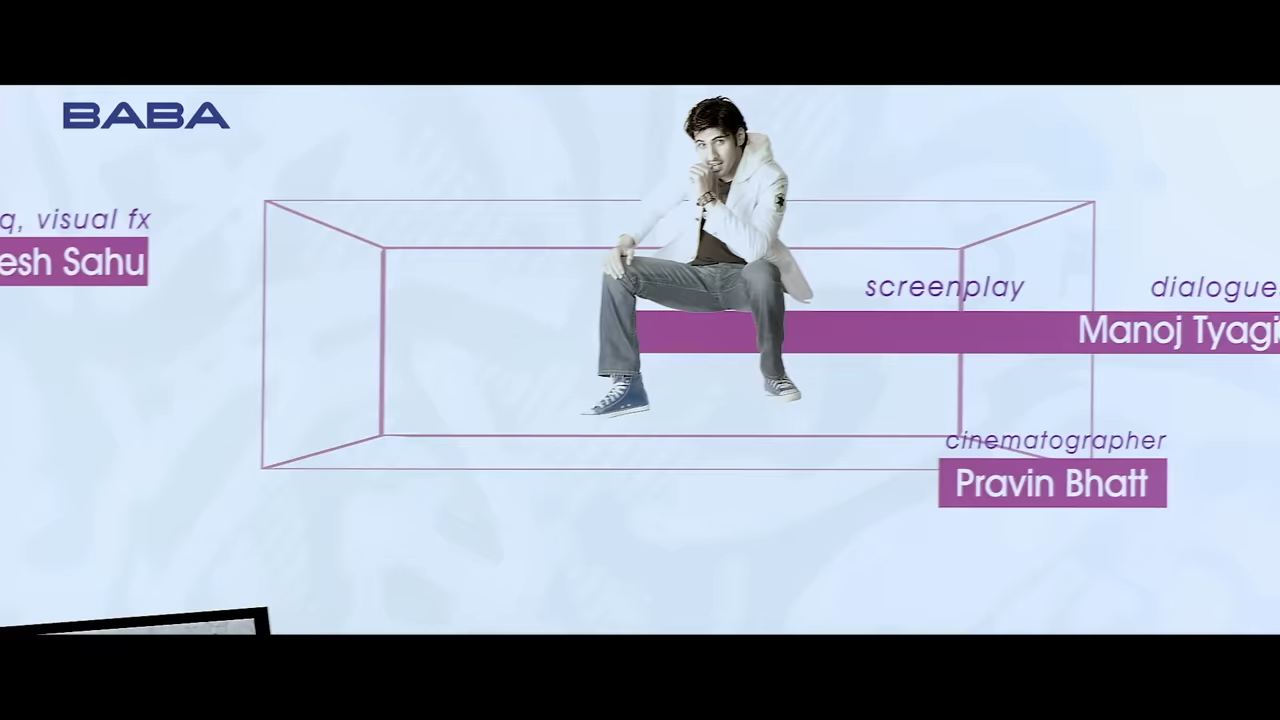 BABA
q, visual fx
esh Sahu
screenplay
dialogue
Manoj Tyagi
cinematographer
Pravin Bhatt